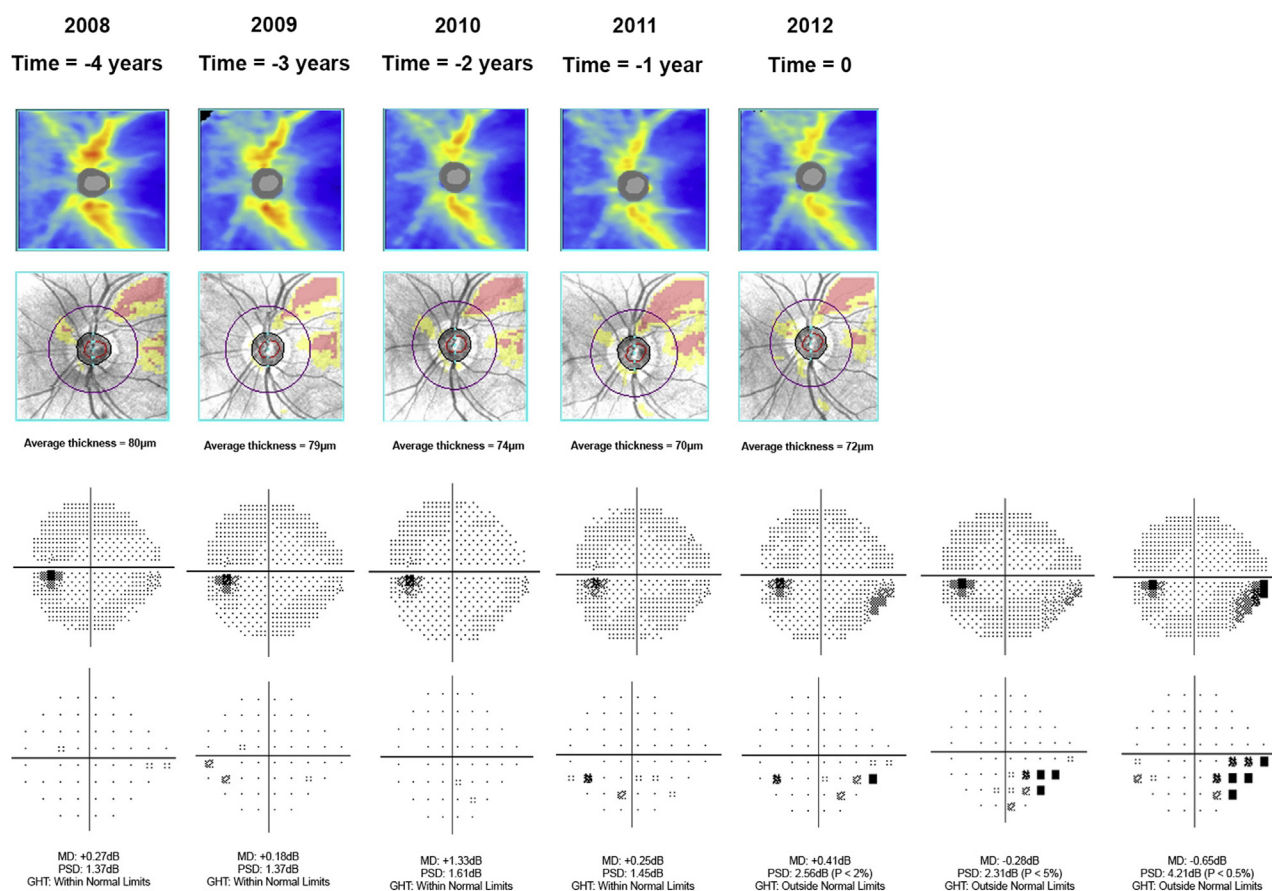 2008 2009 2010 2011 2012
Time = -4 years Time = -3 years Time = -2 years Time = -1 year Time = 0
Average thickness = 80µm Average thickness = 79µm Average thickness = 74µm Average thickness = 70µm Average thickness = 72µm
MD: +0.27dB MD: +0.18dB MD: +1.33dB MD: +0.25dB MD: +0.41dB MD: -0.28dB MD: -0.65dB
PSD: 1.37dB PSD: 1.37dB PSD: 1.61dB PSD: 1.45dB PSD: 2.56dB (P < 2%) PSD: 2.31dB (P < 5%) PSD: 4.21dB (P < 0.5%)
GHT: Within Normal Limits GHT: Within Normal Limits GHT: Within Normal Limits GHT: Within Normal Limits GHT: Outside Normal Limits GHT: Outside Normal Limits GHT: Outside Normal Limits